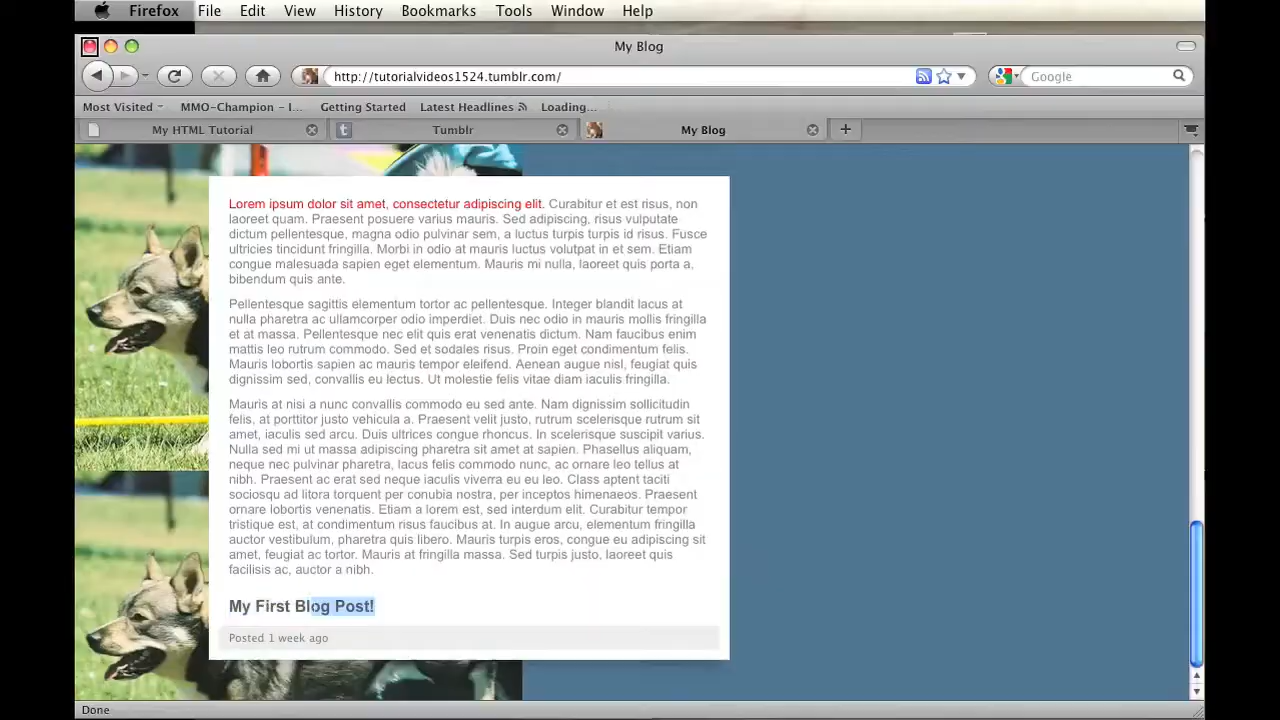 Firefox File Edit View History Bookmarks Tools Window Help
My Blog
http://tutorialvideos1524.tumblr.com/ Google
Most Visited MMO-Champion - I... Getting Started Latest Headlines Loading...
My HTML Tutorial Tumblr My Blog
Lorem ipsum dolor sit amet, consectetur adipiscing elit. Curabitur et est risus, non
laoreet quam. Praesent posuere varius mauris. Sed adipiscing, risus vulputate
dictum pellentesque, magna odio pulvinar sem, a luctus turpis turpis id risus. Fusce
ultricies tincidunt fringilla. Morbi in odio at mauris luctus volutpat in et sem. Etiam
congue malesuada sapien eget elementum. Mauris mi nulla, laoreet quis porta a,
bibendum quis ante.
Pellentesque sagittis elementum tortor ac pellentesque. Integer blandit lacus at
nulla pharetra ac ullamcorper odio imperdiet. Duis nec odio in mauris mollis fringilla
et at massa. Pellentesque nec elit quis erat venenatis dictum. Nam faucibus enim
mattis leo rutrum commodo. Sed et sodales risus. Proin eget condimentum felis.
Mauris lobortis sapien ac mauris tempor eleifend. Aenean augue nisl, feugiat quis
dignissim sed, convallis eu lectus. Ut molestie felis vitae diam iaculis fringilla.
Mauris at nisi a nunc convallis commodo eu sed ante. Nam dignissim sollicitudin
felis, at porttitor justo vehicula a. Praesent velit justo, rutrum scelerisque rutrum sit
amet, iaculis sed arcu. Duis ultrices congue rhoncus. In scelerisque suscipit varius.
Nulla sed mi ut massa adipiscing pharetra sit amet at sapien. Phasellus aliquam,
neque nec pulvinar pharetra, lacus felis commodo nunc, ac ornare leo tellus at
nibh. Praesent ac erat sed neque iaculis viverra eu eu leo. Class aptent taciti
sociosqu ad litora torquent per conubia nostra, per inceptos himenaeos. Praesent
ornare lobortis venenatis. Etiam a lorem est, sed interdum elit. Curabitur tempor
tristique est, at condimentum risus faucibus at. In augue arcu, elementum fringilla
auctor vestibulum, pharetra quis libero. Mauris turpis eros, congue eu adipiscing sit
amet, feugiat ac tortor. Mauris at fringilla massa. Sed turpis justo, laoreet quis
facilisis ac, auctor a nibh.
My First Blog Post!
Posted 1 week ago
Done